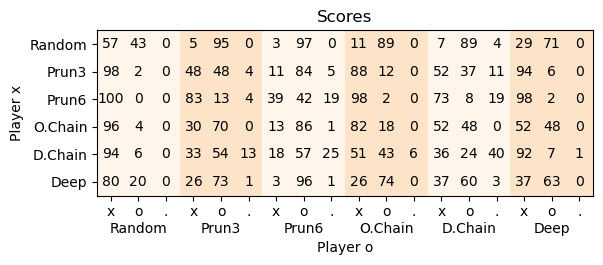 Scores
Random 57 43 0 5 95 0 3 97 0 11 89 0 7 89 4 29 71 0
Prun3 98 2 0 48 48 4 11 84 5 88 12 0 52 37 11 94 6 0
Prun6 100 0 0 83 13 4 39 42 19 98 2 0 73 8 19 98 2 0
O.Chain 96 4 0 30 70 0 13 86 1 82 18 0 52 48 0 52 48 0
D.Chain 94 6 0 33 54 13 18 57 25 51 43 6 36 24 40 92 7 1
Deep 80 20 0 26 73 1 3 96 1 26 74 0 37 60 3 37 63 0
Player x
x o . x o . x o . x o . x o . x o .
Random Prun3 Prun6 O.Chain D.Chain Deep
Player o